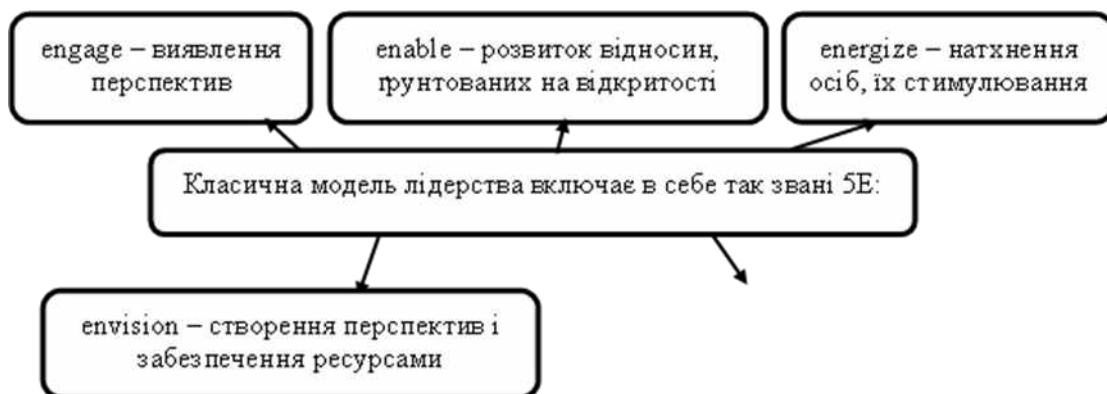 engage – виявлення
перспектив
enable – розвиток відносин,
ґрунтованих на відкритості
energize – натхнення
осіб, їх стимулювання
Класична модель лідерства включає в себе так звані 5Е:
envision – створення перспектив і
забезпечення ресурсами